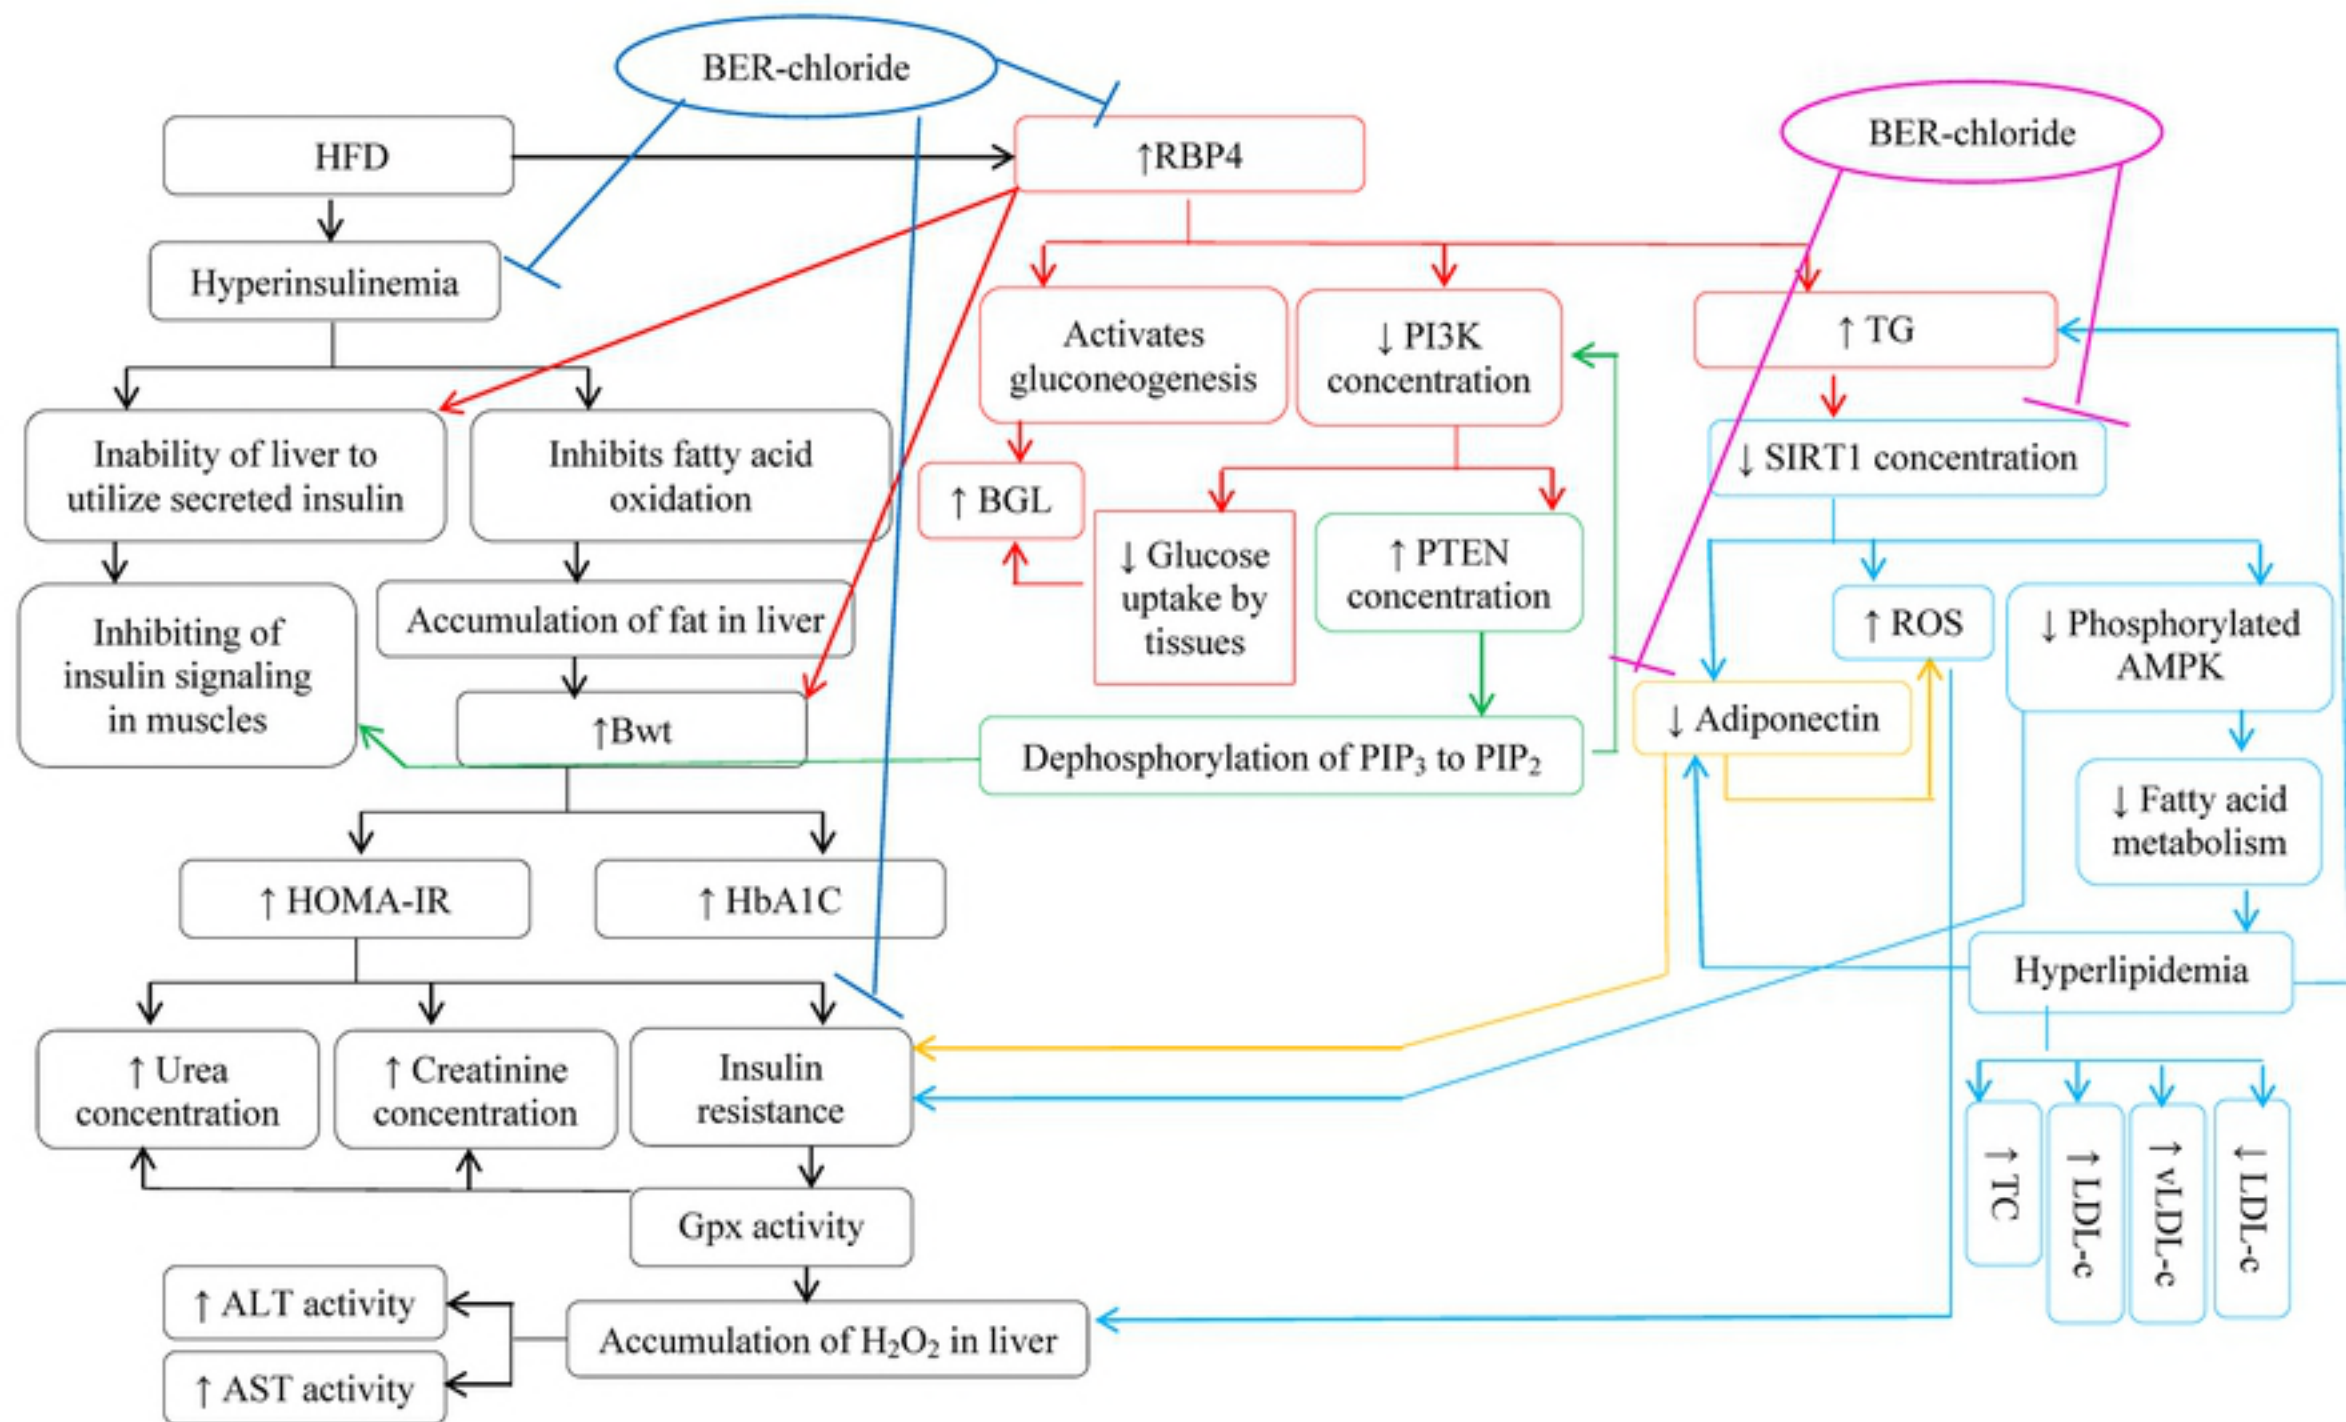 BER-chloride
BER-chloride
HFD
↑RBP4
Hyperinsulinemia
Activates
gluconeogenesis
↓ PI3K
concentration
↑ TG
Inability of liver to
utilize secreted insulin
Inhibits fatty acid
oxidation
↑ BGL
↓ SIRT1 concentration
↓ Glucose
uptake by
tissues
↑ PTEN
concentration
Inhibiting of
insulin signaling
in muscles
Accumulation of fat in liver
↑ ROS
↓ Phosphorylated
AMPK
↑Bwt
Dephosphorylation of PIP₃ to PIP₂
↓ Adiponectin
↓ Fatty acid
metabolism
↑ HOMA-IR
↑ HbA1C
Hyperlipidemia
↑ Urea
concentration
↑ Creatinine
concentration
Insulin
resistance
↑ TC
↑ LDL-c
↑ vLDL-c
↓ LDL-c
Gpx activity
↑ ALT activity
Accumulation of H₂O₂ in liver
↑ AST activity